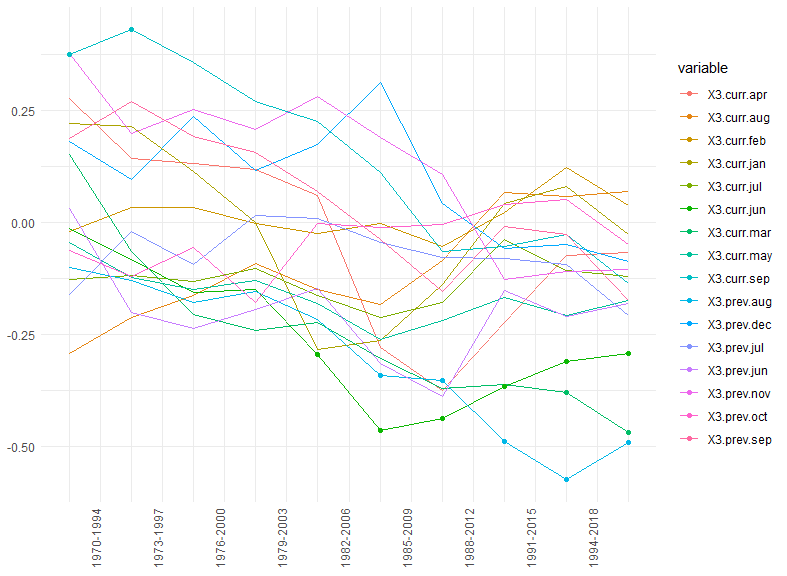 variable
X3.curr.apr
X3.curr.aug
X3.curr.feb
X3.curr.jan
X3.curr.jul
X3.curr.jun
X3.curr.mar
X3.curr.may
X3.curr.sep
X3.prev.aug
X3.prev.dec
X3.prev.jul
X3.prev.jun
X3.prev.nov
X3.prev.oct
X3.prev.sep
0.25
0.00
-0.25
-0.50
1970-1994
1973-1997
1976-2000
1979-2003
1982-2006
1985-2009
1988-2012
1991-2015
1994-2018